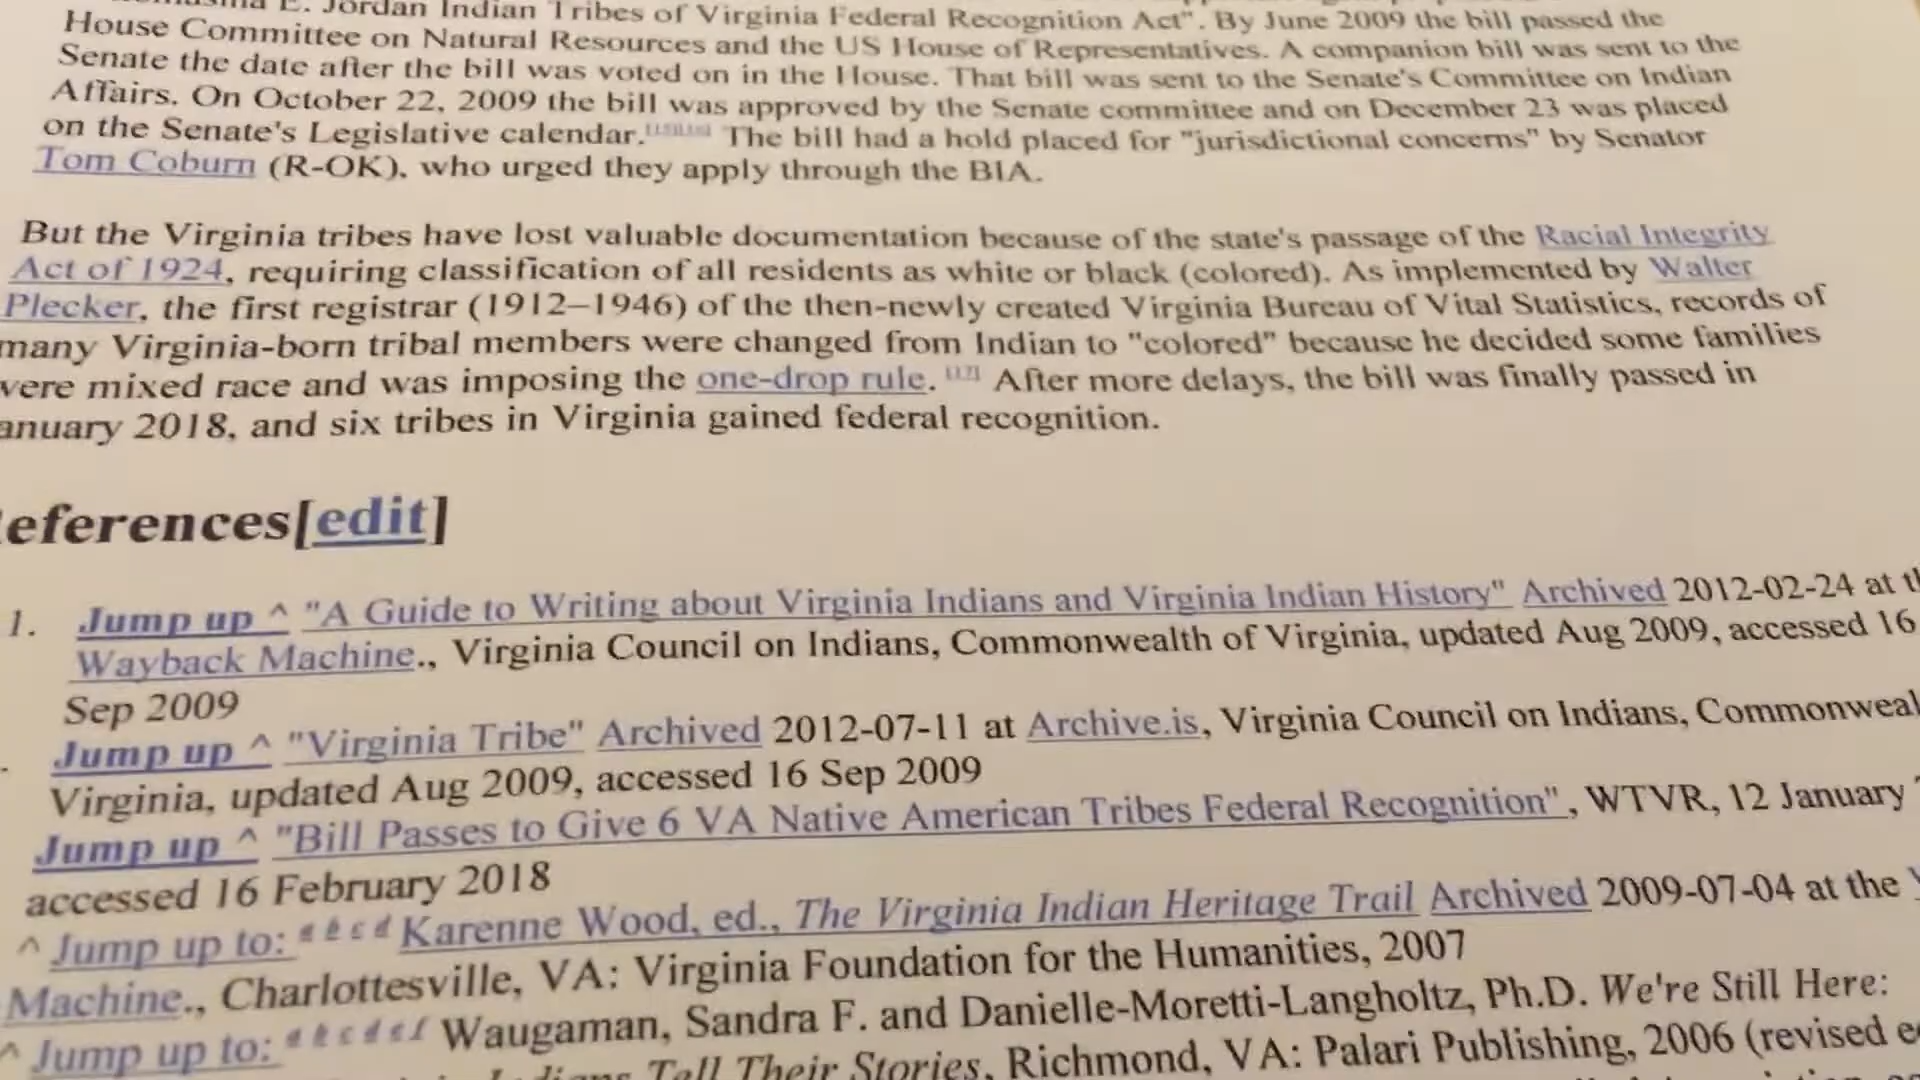 E. Jordan Indian Tribes of Virginia Federal Recognition Act". By June 2009 the bill passed the
House Committee on Natural Resources and the US House of Representatives. A companion bill was sent to the
Senate the date after the bill was voted on in the House. That bill was sent to the Senate's Committee on Indian
Affairs. On October 22, 2009 the bill was approved by the Senate committee and on December 23 was placed
on the Senate's Legislative calendar. The bill had a hold placed for "jurisdictional concerns" by Senator
Tom Coburn (R-OK), who urged they apply through the BIA.
But the Virginia tribes have lost valuable documentation because of the state's passage of the Racial Integrity
Act of 1924, requiring classification of all residents as white or black (colored). As implemented by Walter
Plecker, the first registrar (1912–1946) of the then-newly created Virginia Bureau of Vital Statistics, records of
many Virginia-born tribal members were changed from Indian to "colored" because he decided some families
were mixed race and was imposing the one-drop rule. [17] After more delays, the bill was finally passed in
anuary 2018, and six tribes in Virginia gained federal recognition.
eferences[edit]
1. Jump up ^ "A Guide to Writing about Virginia Indians and Virginia Indian History" Archived 2012-02-24 at th
Wayback Machine., Virginia Council on Indians, Commonwealth of Virginia, updated Aug 2009, accessed 16
Sep 2009
Jump up ^ "Virginia Tribe" Archived 2012-07-11 at Archive.is, Virginia Council on Indians, Commonweal
Virginia, updated Aug 2009, accessed 16 Sep 2009
Jump up ^ "Bill Passes to Give 6 VA Native American Tribes Federal Recognition", WTVR, 12 January
accessed 16 February 2018
^ Jump up to: a b c d Karenne Wood, ed., The Virginia Indian Heritage Trail Archived 2009-07-04 at the
Machine., Charlottesville, VA: Virginia Foundation for the Humanities, 2007
^ Jump up to: a b c d e f Waugaman, Sandra F. and Danielle-Moretti-Langholtz, Ph.D. We're Still Here:
Indians Tell Their Stories, Richmond, VA: Palari Publishing, 2006 (revised e